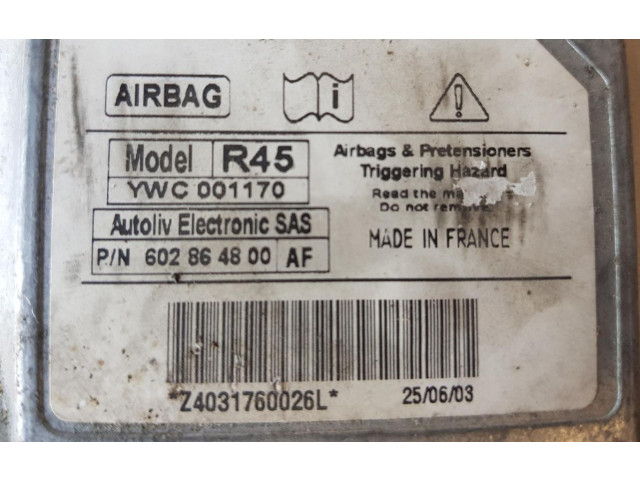 AIRBAG i !
Model R45
YWC 001170
Autoliv Electronic SAS
P/N 602 86 48 00 AF
Airbags & Pretensioners
Triggering Hazard
Read the
Do not
MADE IN FRANCE
*Z4031760026L* 25/06/03